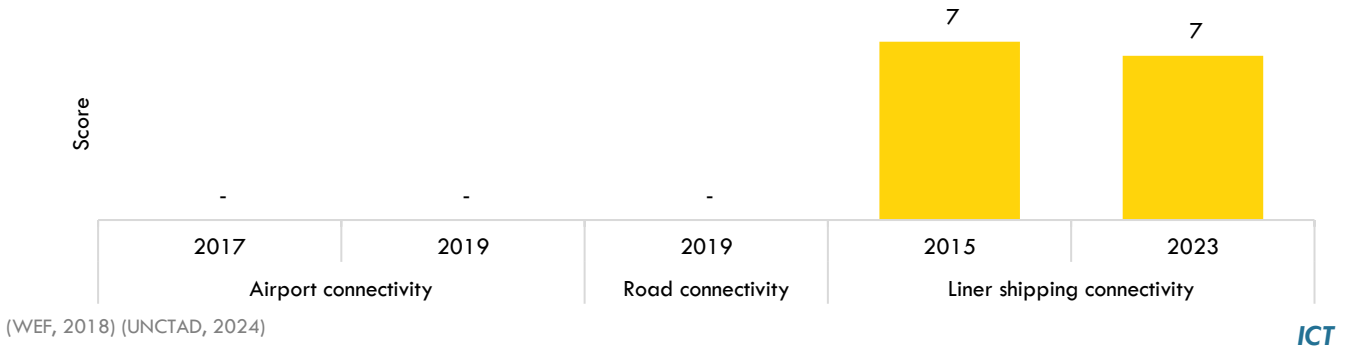 7
7
Score
- - -
2017 2019 2019 2015 2023
Airport connectivity Road connectivity Liner shipping connectivity
(WEF, 2018) (UNCTAD, 2024)
ICT